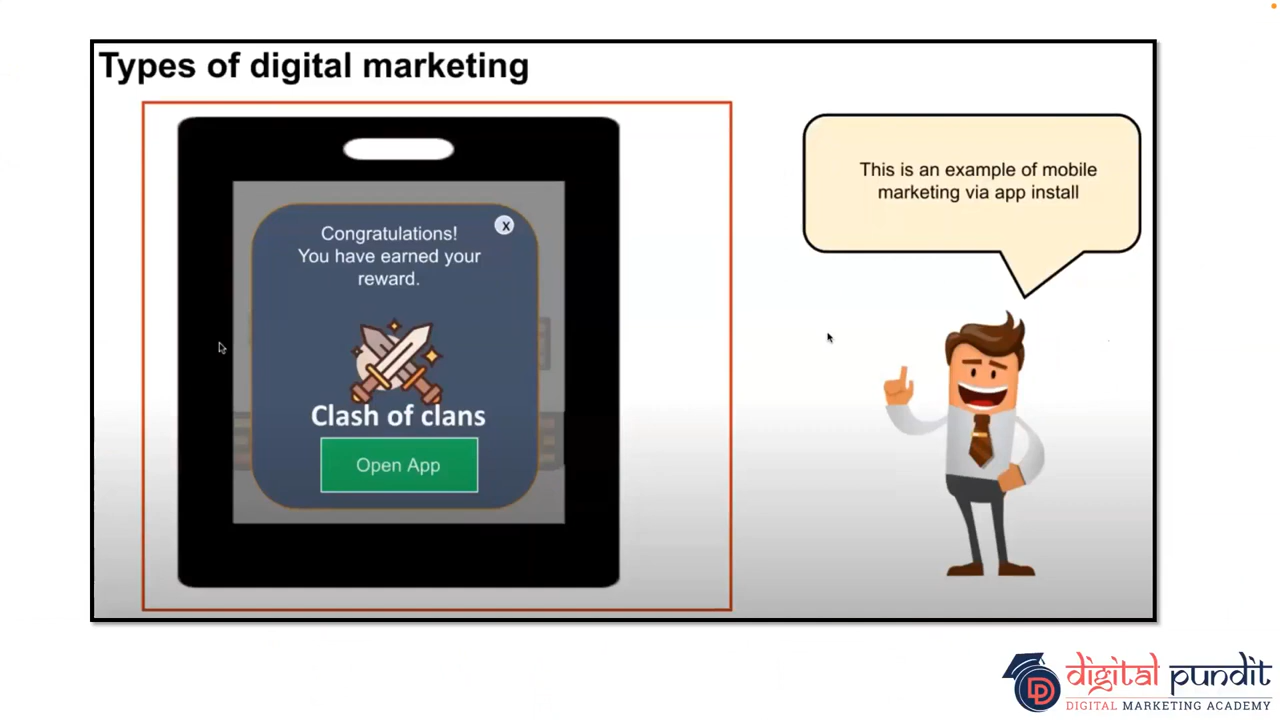 Types of digital marketing
This is an example of mobile
marketing via app install
x
Congratulations!
You have earned your
reward.
Clash of clans
Open App
DP
digital pundit
DIGITAL MARKETING ACADEMY